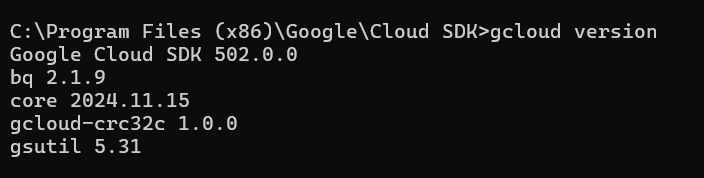 C:\Program Files (x86)\Google\Cloud SDK>gcloud version
Google Cloud SDK 502.0.0
bq 2.1.9
core 2024.11.15
gcloud-crc32c 1.0.0
gsutil 5.31